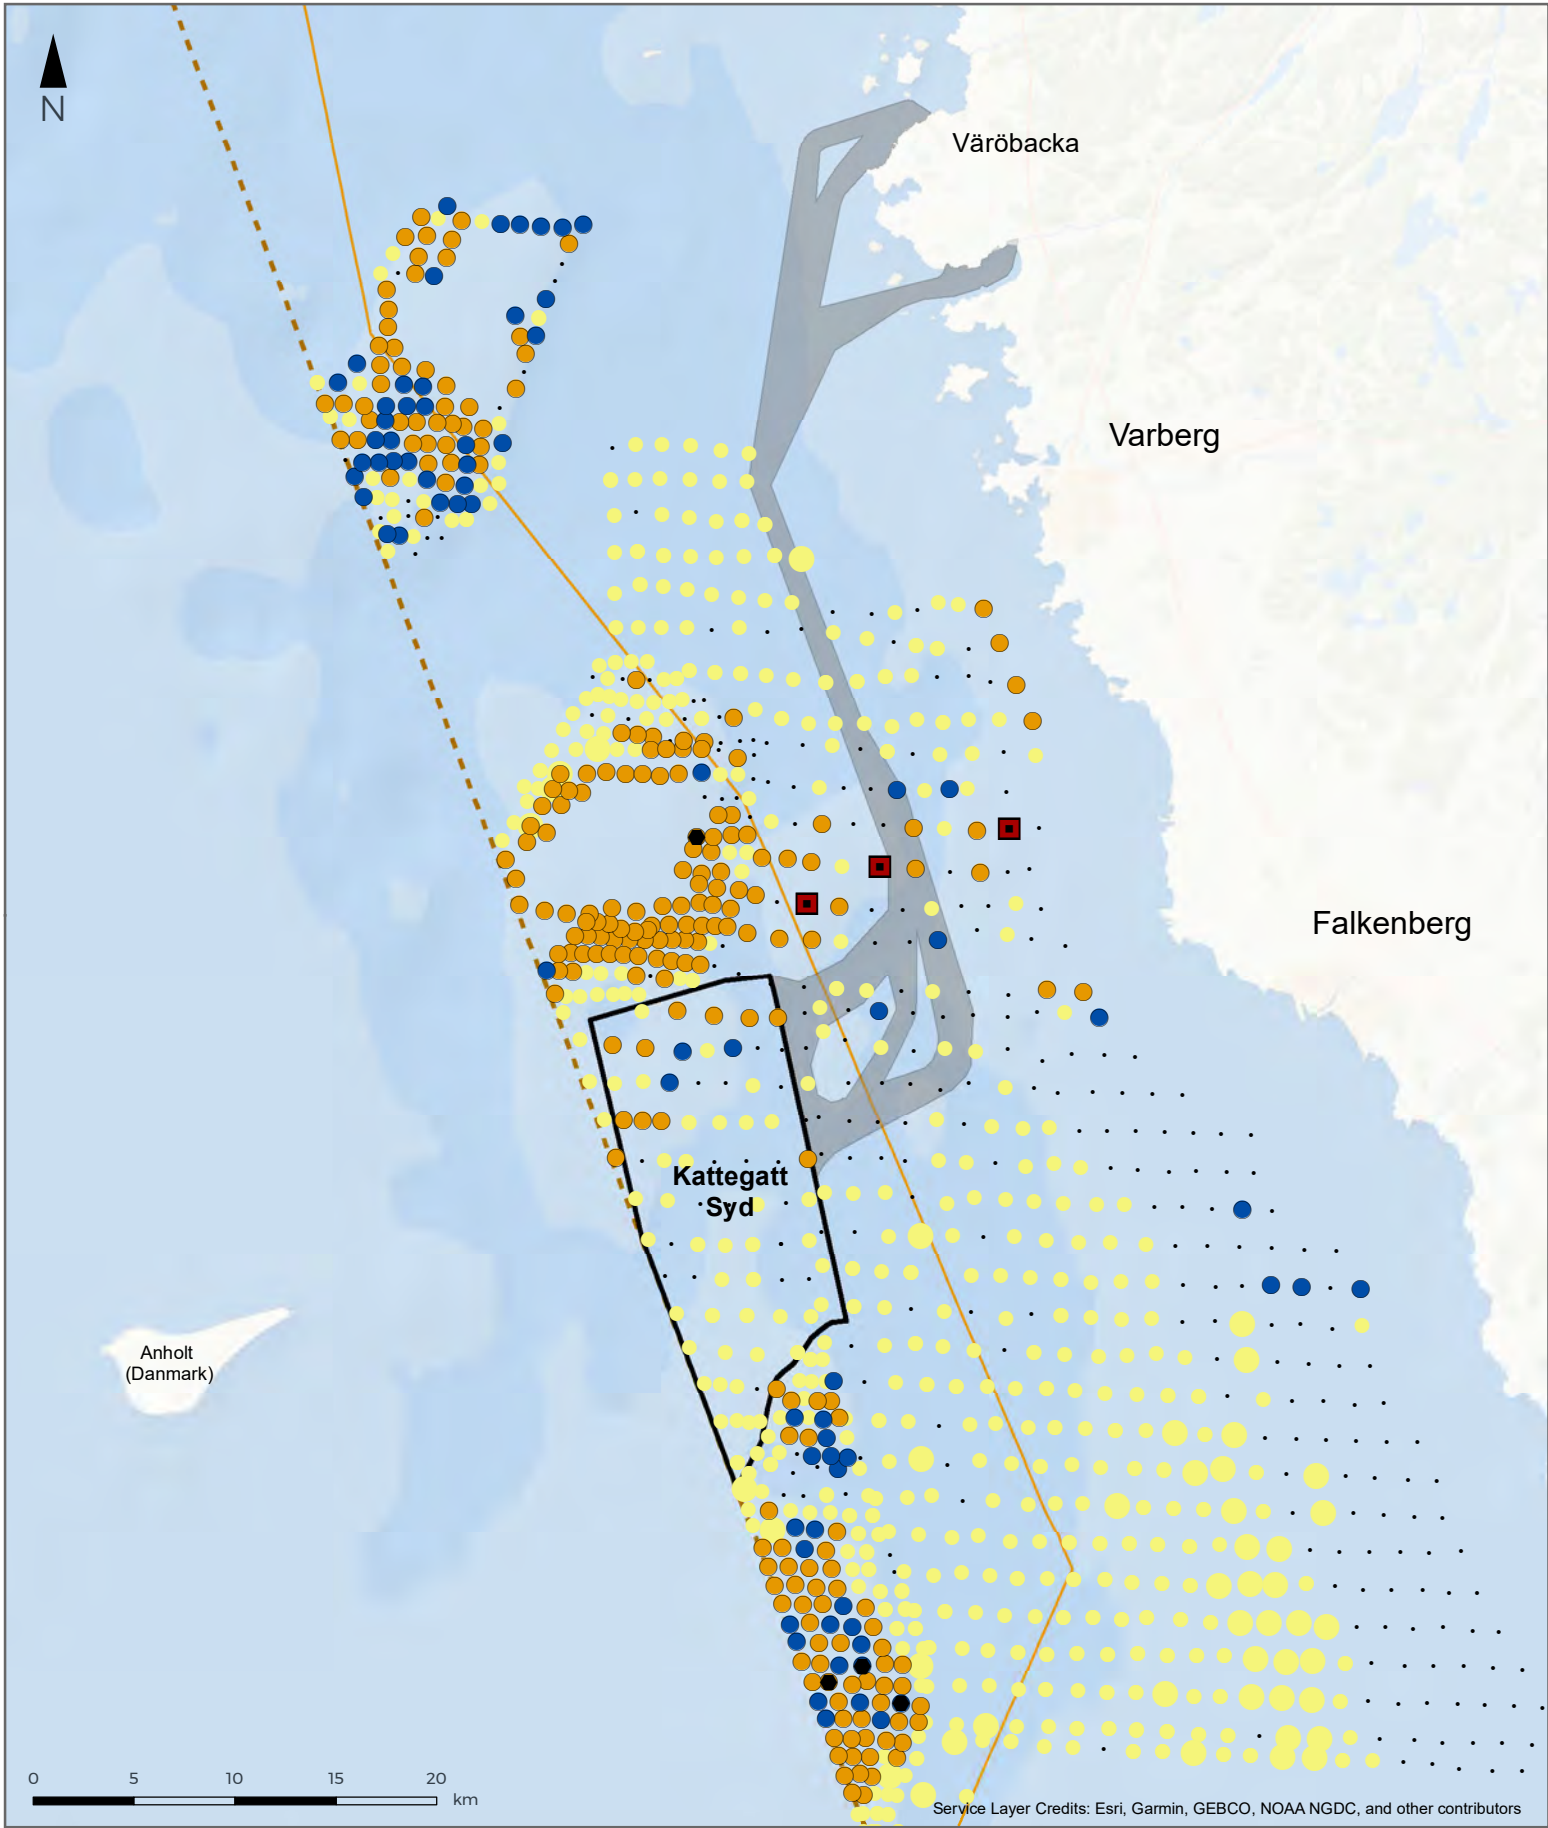 N
Väröbacka
Varberg
Falkenberg
Kattegatt
Syd
Anholt
(Danmark)
0 5 10 15 20
km
Service Layer Credits: Esri, Garmin, GEBCO, NOAA NGDC, and other contributors